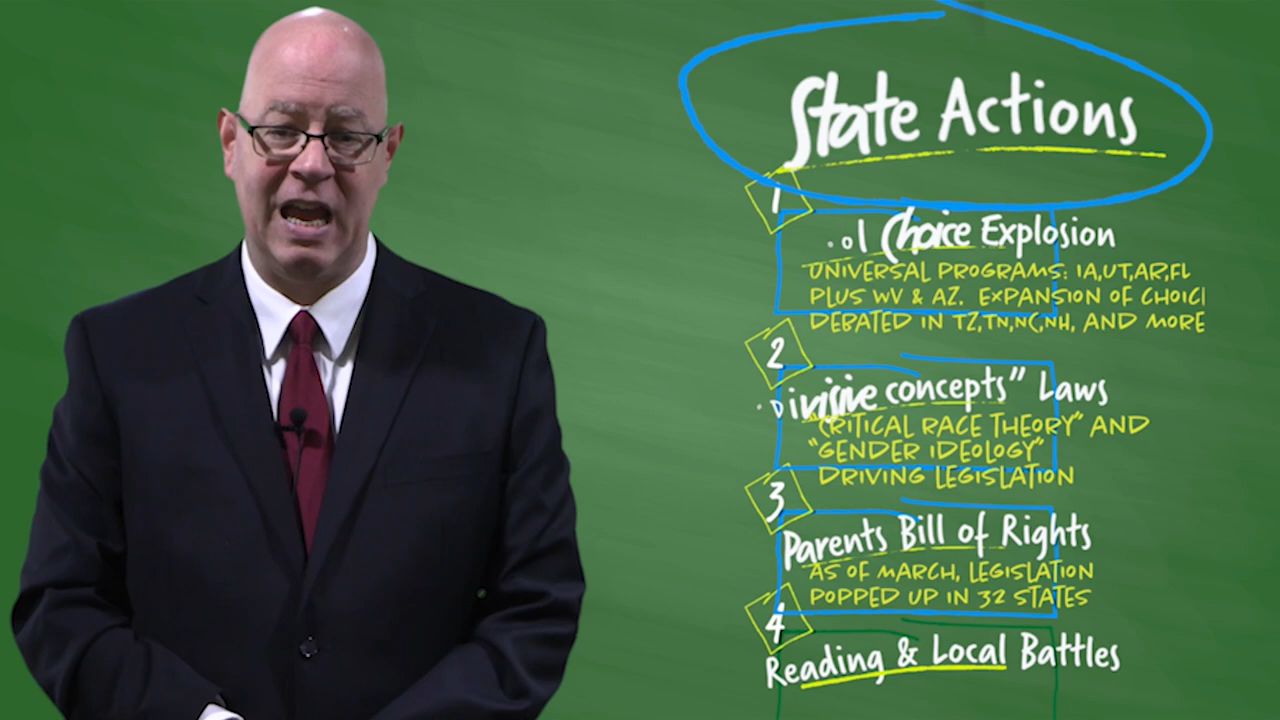 State Actions
1
Choice Explosion
UNIVERSAL PROGRAMS: IA,UT,AR,FL
PLUS WV & AZ. EXPANSION OF CHOICI
DEBATED IN TZ,TN,NC,NH, AND MORE
2
Divisive concepts" Laws
"CRITICAL RACE THEORY" AND
"GENDER IDEOLOGY"
DRIVING LEGISLATION
3
Parents Bill of Rights
AS OF MARCH, LEGISLATION
POPPED UP IN 32 STATES
4
Reading & Local Battles